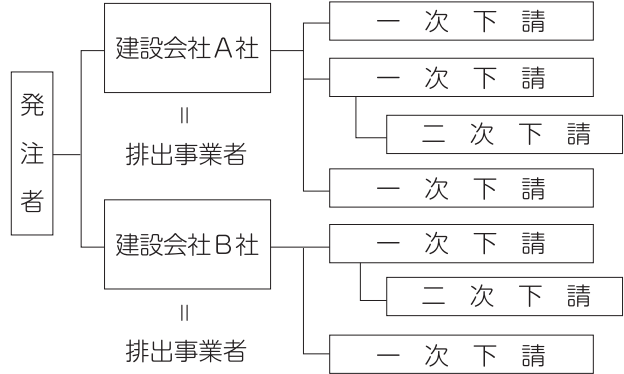 発注者
建設会社A社
＝
排出事業者
一次下請
一次下請
二次下請
一次下請
建設会社B社
＝
排出事業者
一次下請
二次下請
一次下請